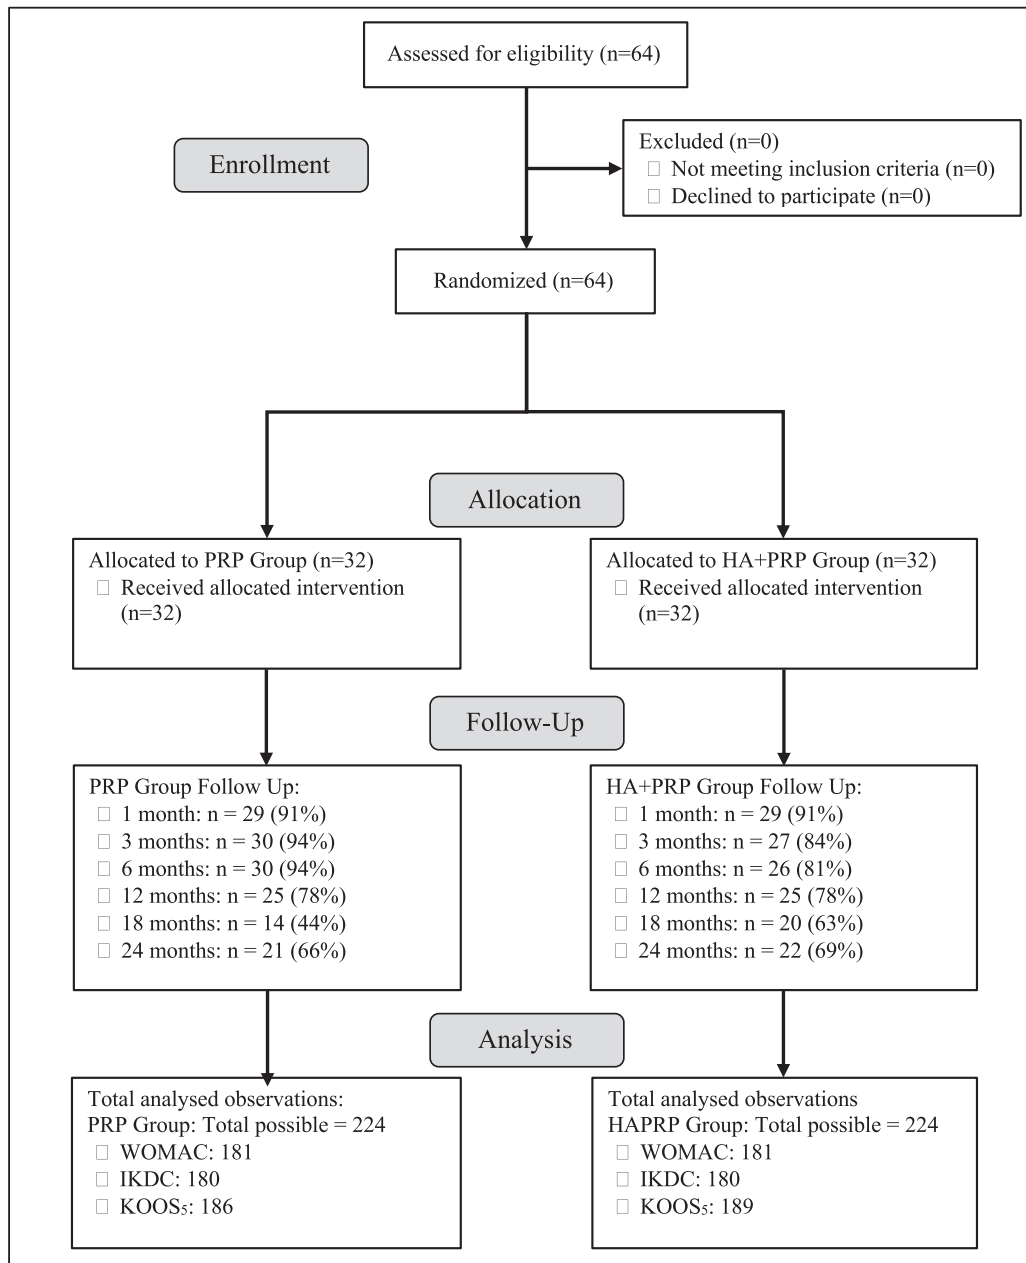 Assessed for eligibility (n=64)
Enrollment
Excluded (n=0)
□ Not meeting inclusion criteria (n=0)
□ Declined to participate (n=0)
Randomized (n=64)
Allocation
Allocated to PRP Group (n=32)
□ Received allocated intervention
(n=32)
Allocated to HA+PRP Group (n=32)
□ Received allocated intervention
(n=32)
Follow-Up
PRP Group Follow Up:
□ 1 month: n = 29 (91%)
□ 3 months: n = 30 (94%)
□ 6 months: n = 30 (94%)
□ 12 months: n = 25 (78%)
□ 18 months: n = 14 (44%)
□ 24 months: n = 21 (66%)
HA+PRP Group Follow Up:
□ 1 month: n = 29 (91%)
□ 3 months: n = 27 (84%)
□ 6 months: n = 26 (81%)
□ 12 months: n = 25 (78%)
□ 18 months: n = 20 (63%)
□ 24 months: n = 22 (69%)
Analysis
Total analysed observations:
PRP Group: Total possible = 224
□ WOMAC: 181
□ IKDC: 180
□ KOOS₅: 186
Total analysed observations
HAPRP Group: Total possible = 224
□ WOMAC: 181
□ IKDC: 180
□ KOOS₅: 189